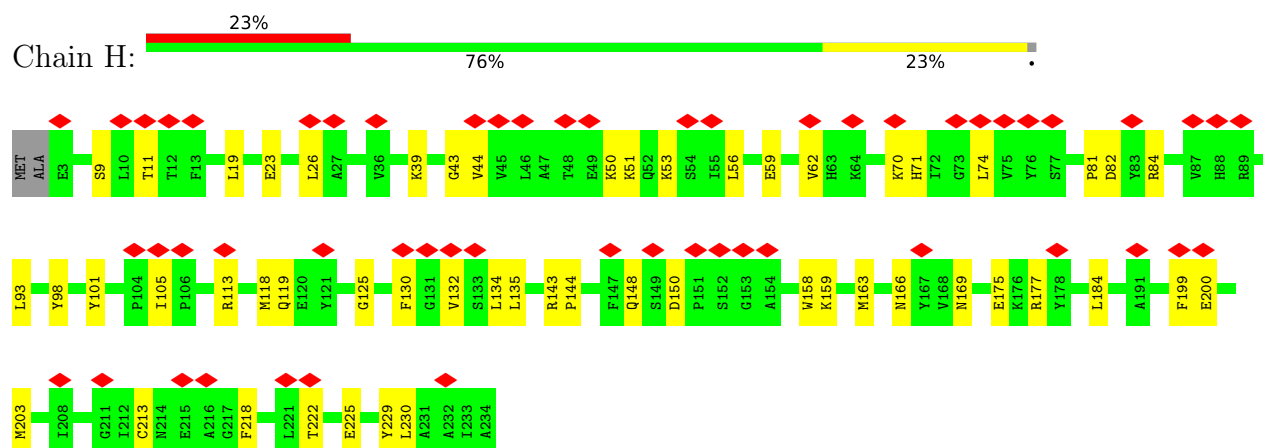 23%
Chain H:
76% 23% •
MET ALA E3 S9 L10 T11 T12 F13 L19 E23 L26 A27 V36 K39 G43 V44 V45 L46 A47 T48 E49 K50 K51 Q52 K53 S54 I55 L56 E59 V62 H63 K64 K70 H71 I72 G73 L74 V75 Y76 S77 P81 D82 Y83 R84 V87 H88 R89
L93 Y98 Y101 P104 I105 P106 R113 M118 Q119 E120 Y121 G125 F130 G131 V132 S133 L134 L135 R143 P144 F147 Q148 S149 D150 P151 S152 G153 A154 W158 K159 M163 N166 Y167 V168 N169 E175 K176 R177 Y178 L184 A191 F199 E200
M203 I208 G211 I212 C213 N214 E215 A216 G217 F218 L221 T222 E225 Y229 L230 A231 A232 I233 A234